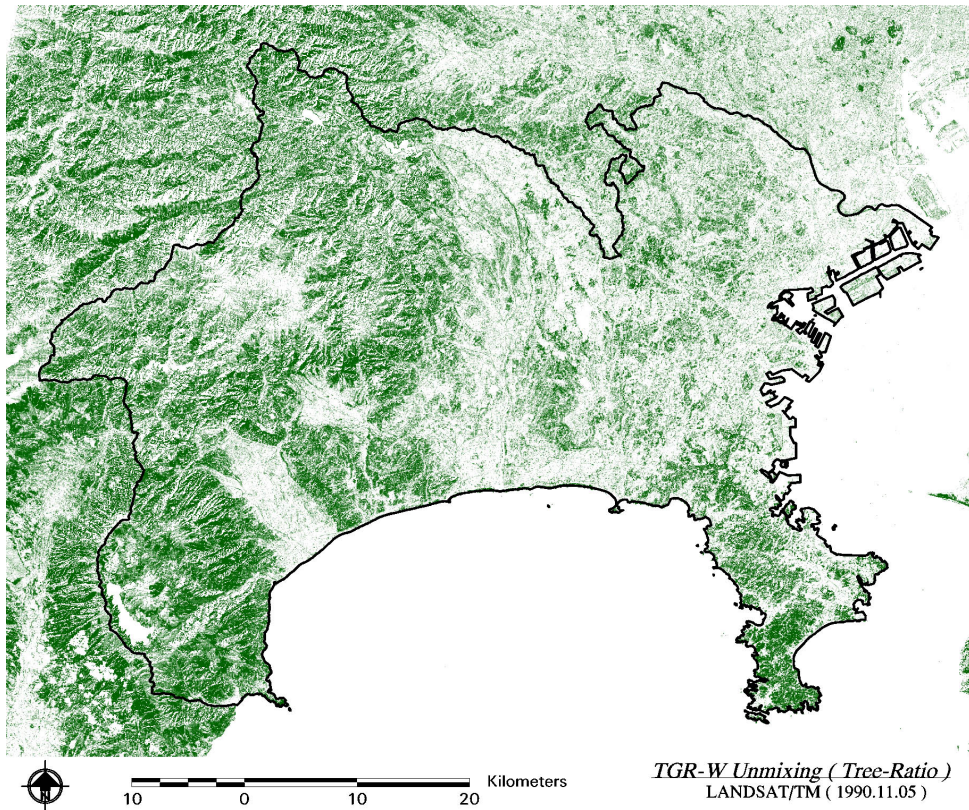 N
Kilometers
10 0 10 20
TGR-W Unmixing ( Tree-Ratio )
LANDSAT/TM ( 1990.11.05 )